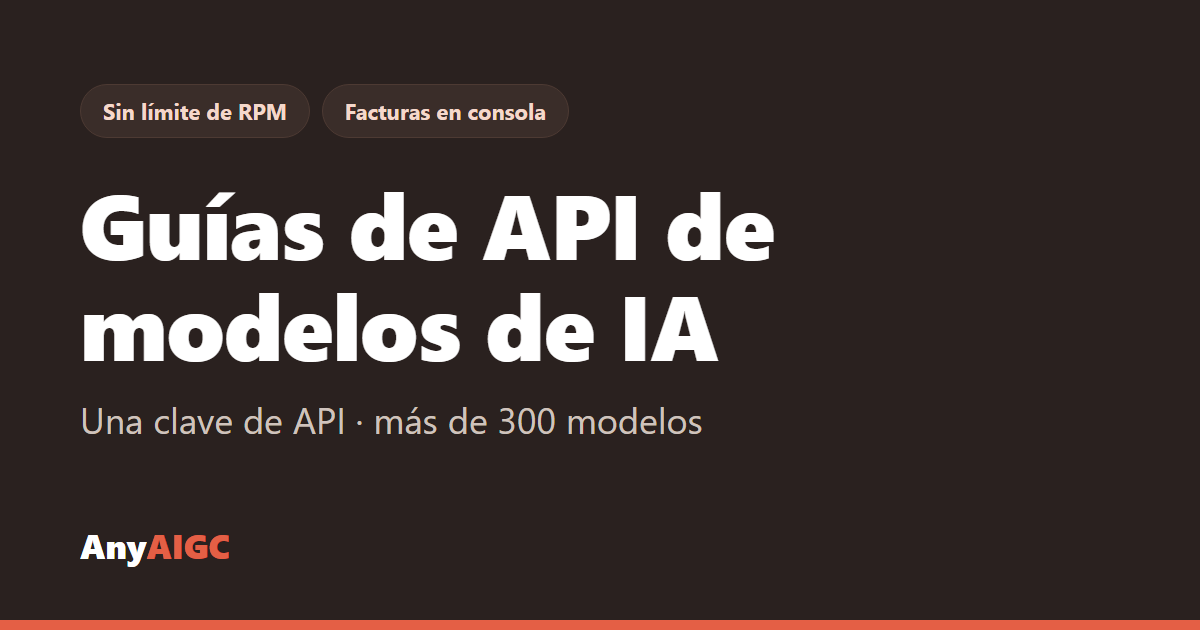 Sin límite de RPM
Facturas en consola
Guías de API de
modelos de IA
Una clave de API · más de 300 modelos
AnyAIGC